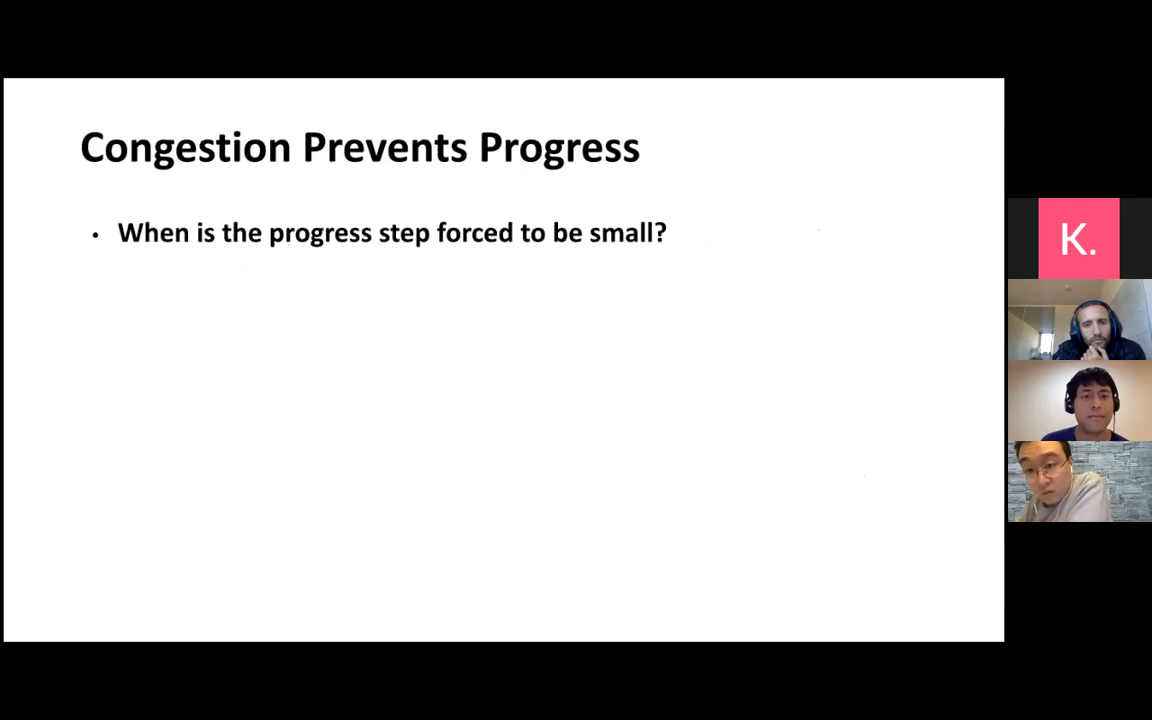 Congestion Prevents Progress
• When is the progress step forced to be small?
K.